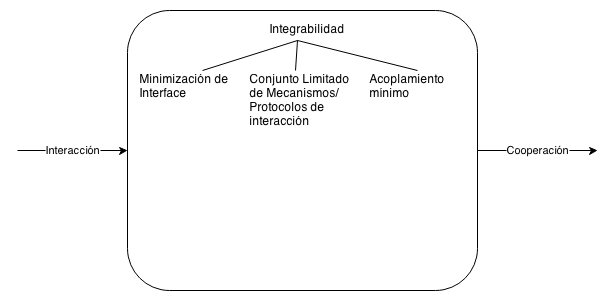 Integrabilidad
Minimización de
Interface
Conjunto Limitado
de Mecanismos/
Protocolos de
interacción
Acoplamiento
mínimo
Interacción
Cooperación